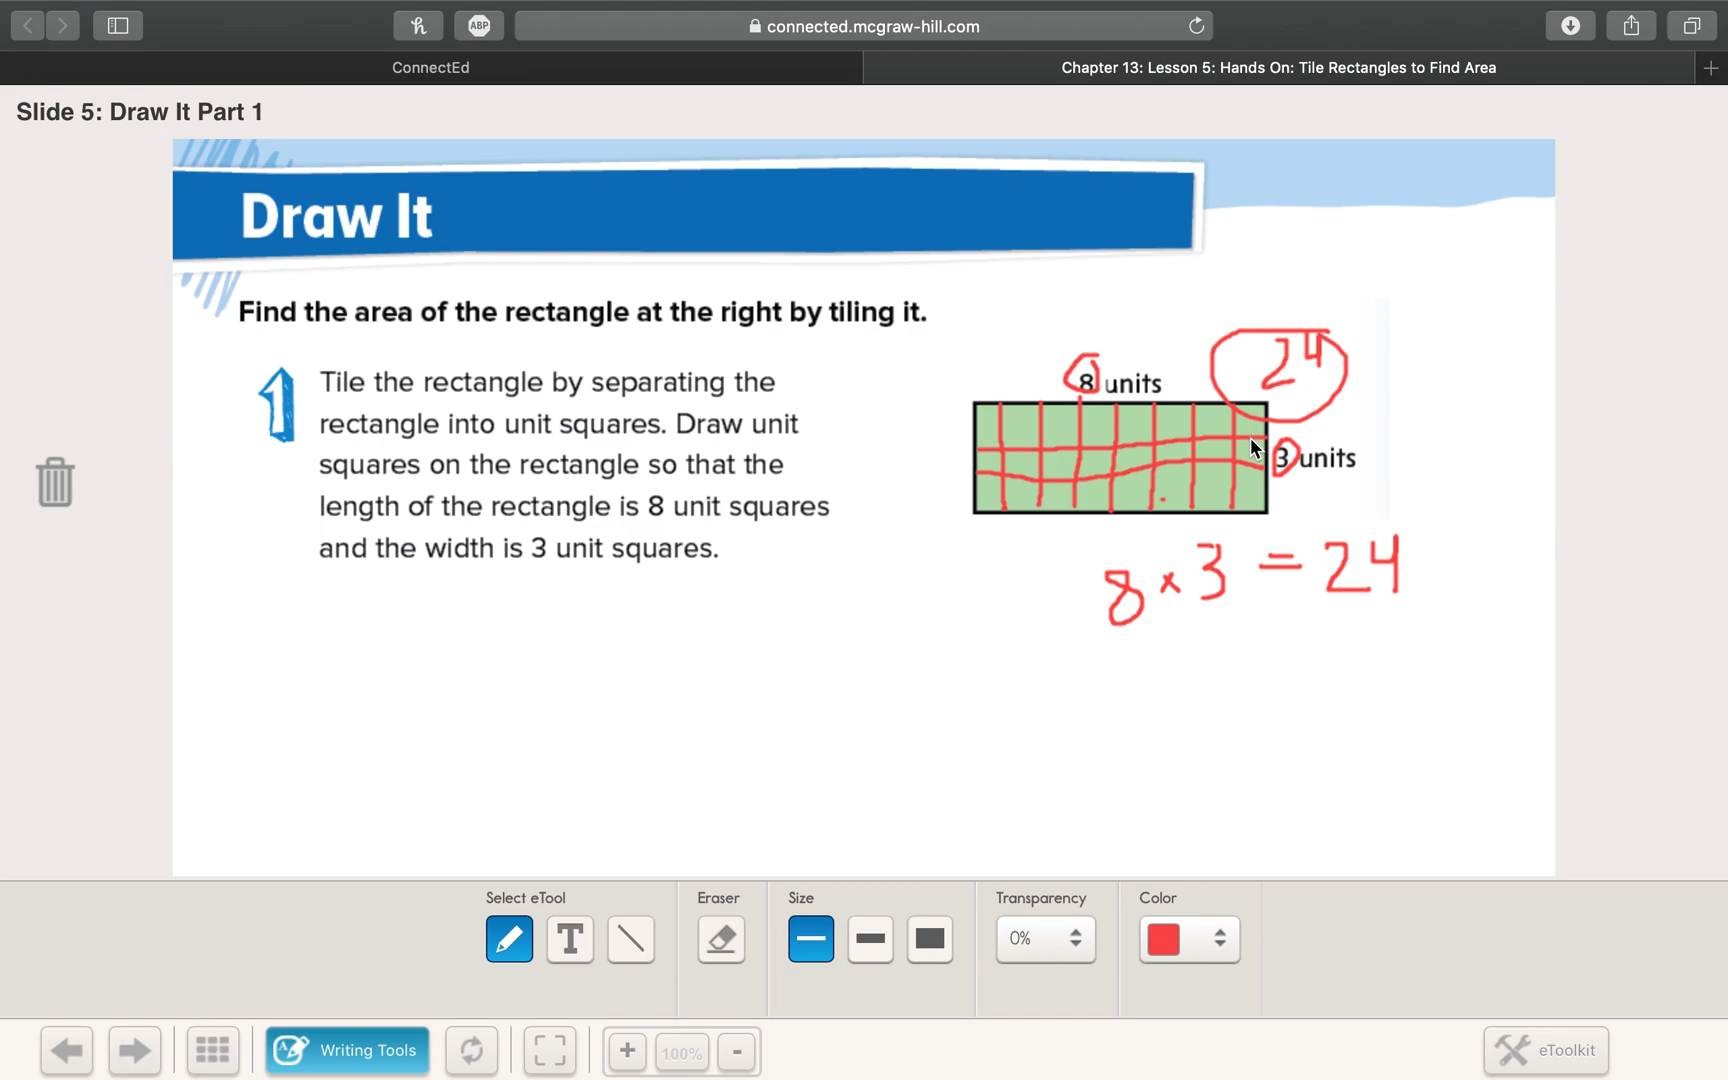 ABP
connected.mcgraw-hill.com
ConnectEd
Chapter 13: Lesson 5: Hands On: Tile Rectangles to Find Area
Slide 5: Draw It Part 1
Draw It
Find the area of the rectangle at the right by tiling it.
1
Tile the rectangle by separating the
rectangle into unit squares. Draw unit
squares on the rectangle so that the
length of the rectangle is 8 unit squares
and the width is 3 unit squares.
24
8 units
3 units
8 × 3 = 24
Select eTool
Eraser
Size
Transparency
Color
T
0%
Writing Tools
+
100%
-
eToolkit